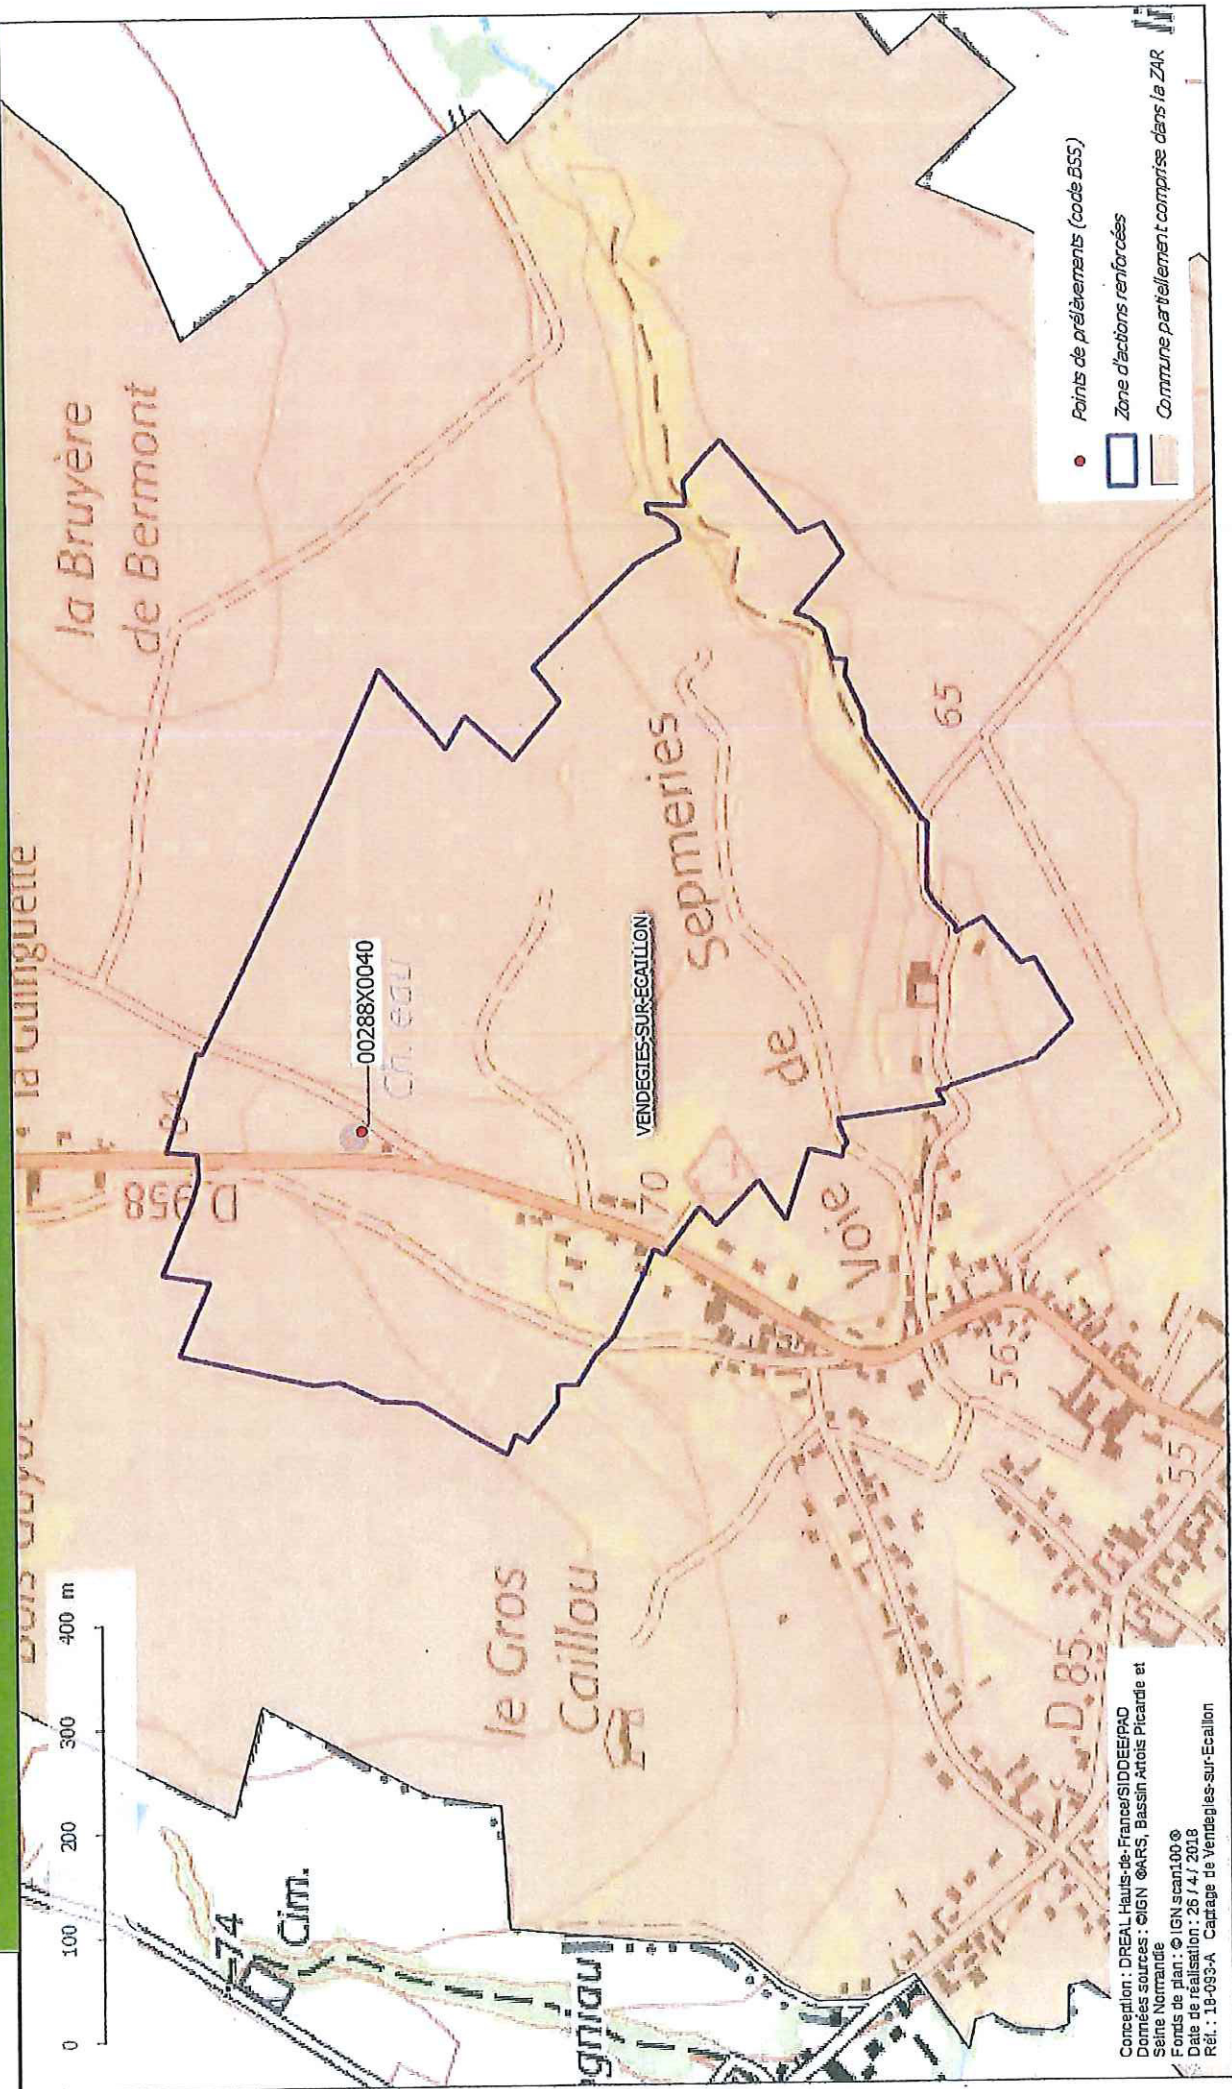 0 100 200 300 400 m
la Guinguette
la Bruyère
de Bermont
84
D 958
00288X0040
Ch. eau
74
Cim.
le Gros
Caillou
VENDEGIES-SUR-ECAILLON
70
Voie
de
Sepmeries
65
56
55
D 85
Points de prélèvements (code BSS)
Zone d'actions renforcées
Commune partiellement comprise dans la ZAR
Conception : DREAL Hauts-de-France/SIDDEE/PAD
Données sources : ©IGN ©ARS, Bassin Artois Picardie et
Seine Normandie
Fonds de plan : ©IGN scan100®
Date de réalisation : 26 / 4 / 2018
Réf. : 18-093-A Captage de Vendegies-sur-Ecaillon